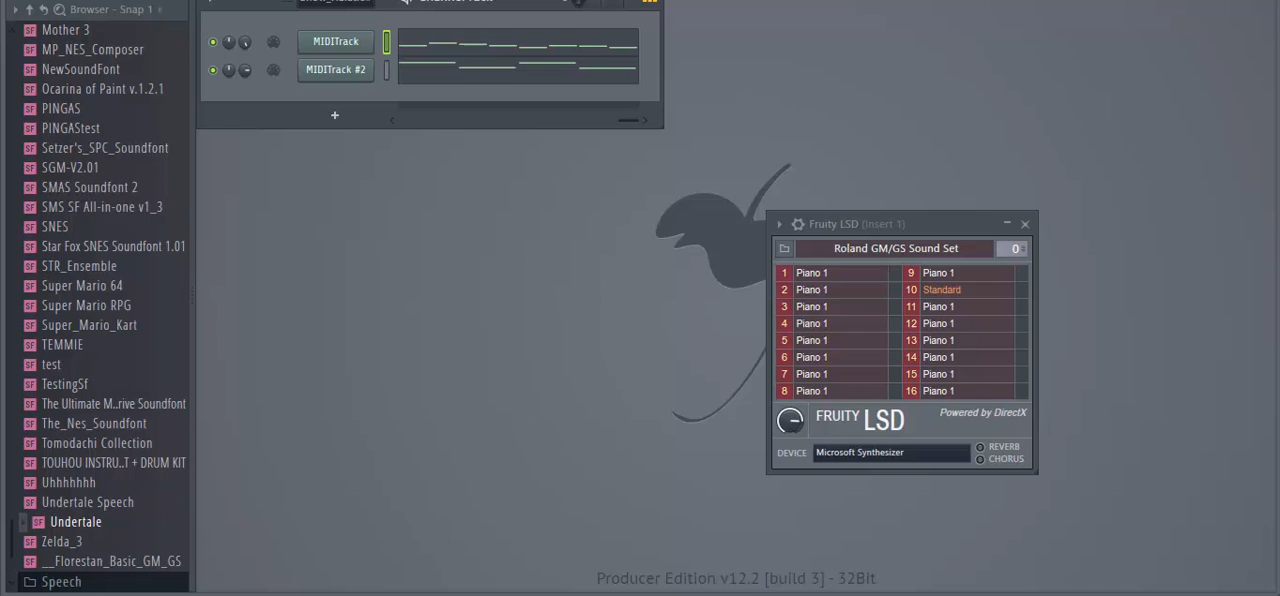 Browser - Snap 1
Mother 3
MP_NES_Composer
NewSoundFont
Ocarina of Paint v.1.2.1
PINGAS
PINGAStest
Setzer's_SPC_Soundfont
SGM-V2.01
SMAS Soundfont 2
SMS SF All-in-one v1_3
SNES
Star Fox SNES Soundfont 1.01
STR_Ensemble
Super Mario 64
Super Mario RPG
Super_Mario_Kart
TEMMIE
test
TestingSf
The Ultimate M..rive Soundfont
The_Nes_Soundfont
Tomodachi Collection
TOUHOU INSTRU..T + DRUM KIT
Uhhhhhhh
Undertale Speech
Undertale
Zelda_3
__Florestan_Basic_GM_GS
Speech
MIDITrack
MIDITrack #2
+
Fruity LSD (Insert 1)
Roland GM/GS Sound Set 0
1 Piano 1 9 Piano 1
2 Piano 1 10 Standard
3 Piano 1 11 Piano 1
4 Piano 1 12 Piano 1
5 Piano 1 13 Piano 1
6 Piano 1 14 Piano 1
7 Piano 1 15 Piano 1
8 Piano 1 16 Piano 1
FRUITY LSD Powered by DirectX
DEVICE Microsoft Synthesizer
REVERB
CHORUS
Producer Edition v12.2 [build 3] - 32Bit